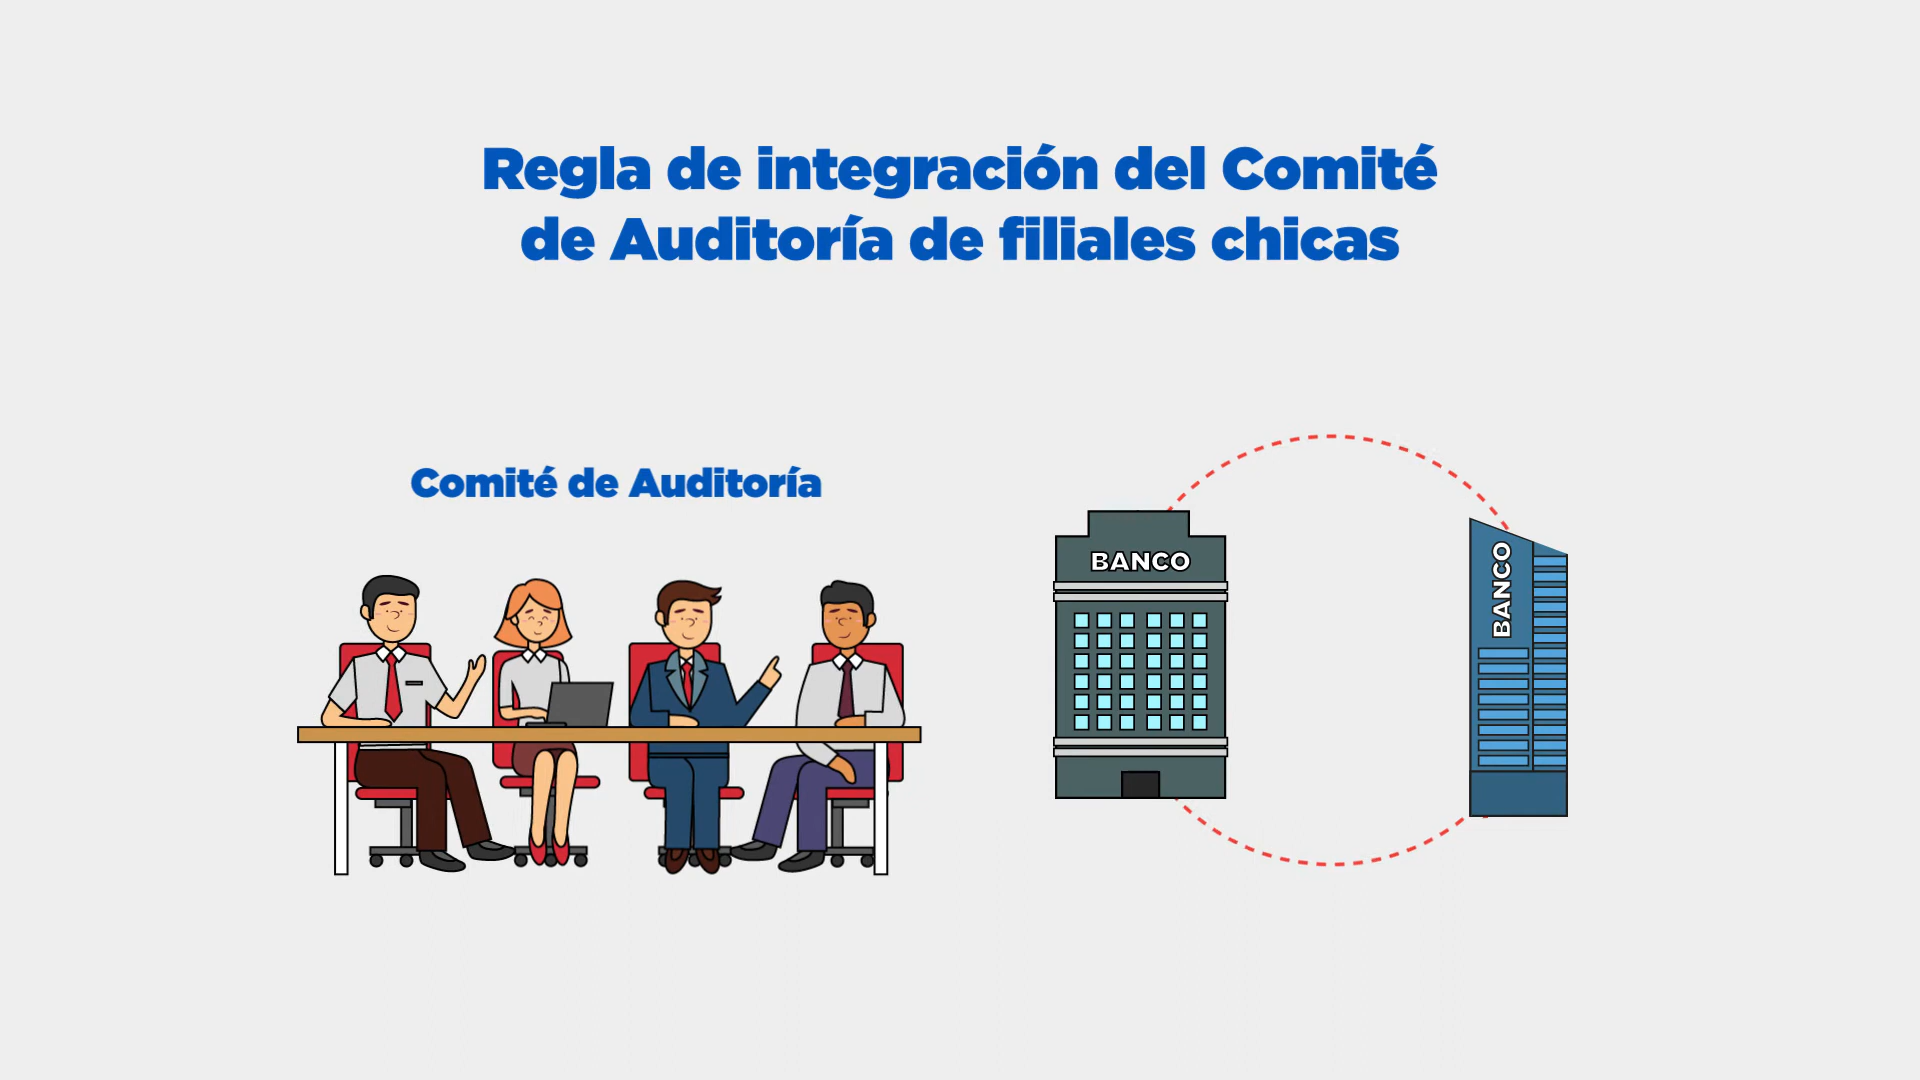 Regla de integración del Comité
de Auditoría de filiales chicas
Comité de Auditoría
BANCO
BANCO